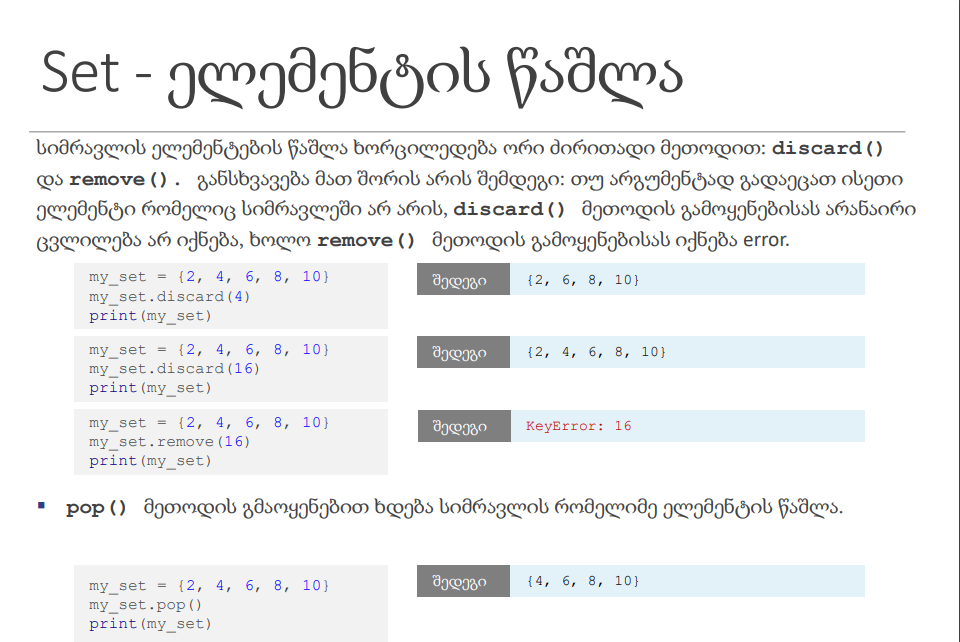 Set - ელემენტის წაშლა
სიმრავლის ელემენტების წაშლა ხორციელდება ორი ძირითადი მეთოდით: discard()
და remove(). განსხვავება მათ შორის არის შემდეგი: თუ არგუმენტად გადაეცათ ისეთი
ელემენტი რომელიც სიმრავლეში არ არის, discard() მეთოდის გამოყენებისას არანაირი
ცვლილება არ იქნება, ხოლო remove() მეთოდის გამოყენებისას იქნება error.
my_set = {2, 4, 6, 8, 10}
my_set.discard(4)
print(my_set)
შედეგი {2, 6, 8, 10}
my_set = {2, 4, 6, 8, 10}
my_set.discard(16)
print(my_set)
შედეგი {2, 4, 6, 8, 10}
my_set = {2, 4, 6, 8, 10}
my_set.remove(16)
print(my_set)
შედეგი KeyError: 16
▪ pop() მეთოდის გმაოყენებით ხდება სიმრავლის რომელიმე ელემენტის წაშლა.
my_set = {2, 4, 6, 8, 10}
my_set.pop()
print(my_set)
შედეგი {4, 6, 8, 10}